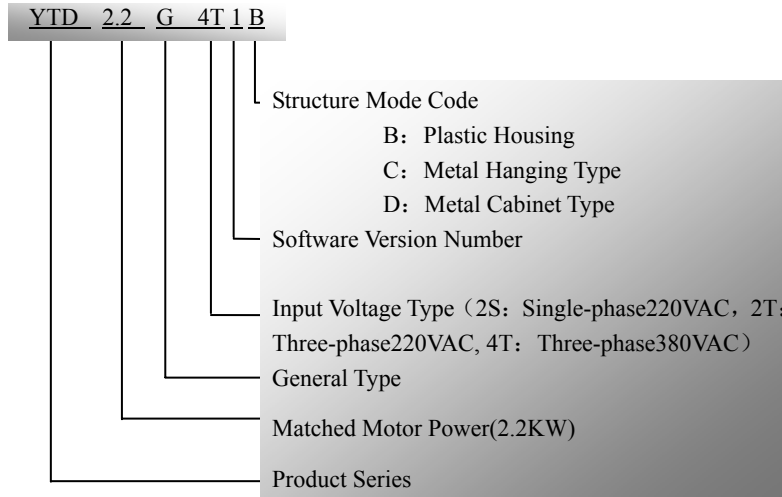 YTD 2.2 G 4T 1 B
Structure Mode Code
B：Plastic Housing
C：Metal Hanging Type
D：Metal Cabinet Type
Software Version Number
Input Voltage Type（2S：Single-phase220VAC，2T：
Three-phase220VAC, 4T：Three-phase380VAC）
General Type
Matched Motor Power(2.2KW)
Product Series